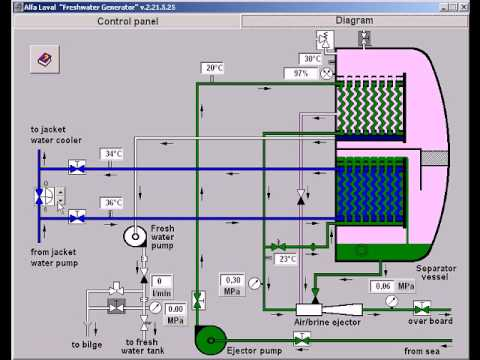 Alfa Laval "Freshwater Generator" v.2.21.5.25
Control panel
Diagram
20°C
30°C
97%
to jacket
water cooler
34°C
36°C
from jacket
water pump
Fresh
water
pump
0
l/min
0.00
MPa
0,30
MPa
23°C
0,06
MPa
Separator
vessel
Air/brine ejector
over board
to bilge
to fresh
water tank
Ejector pump
from sea